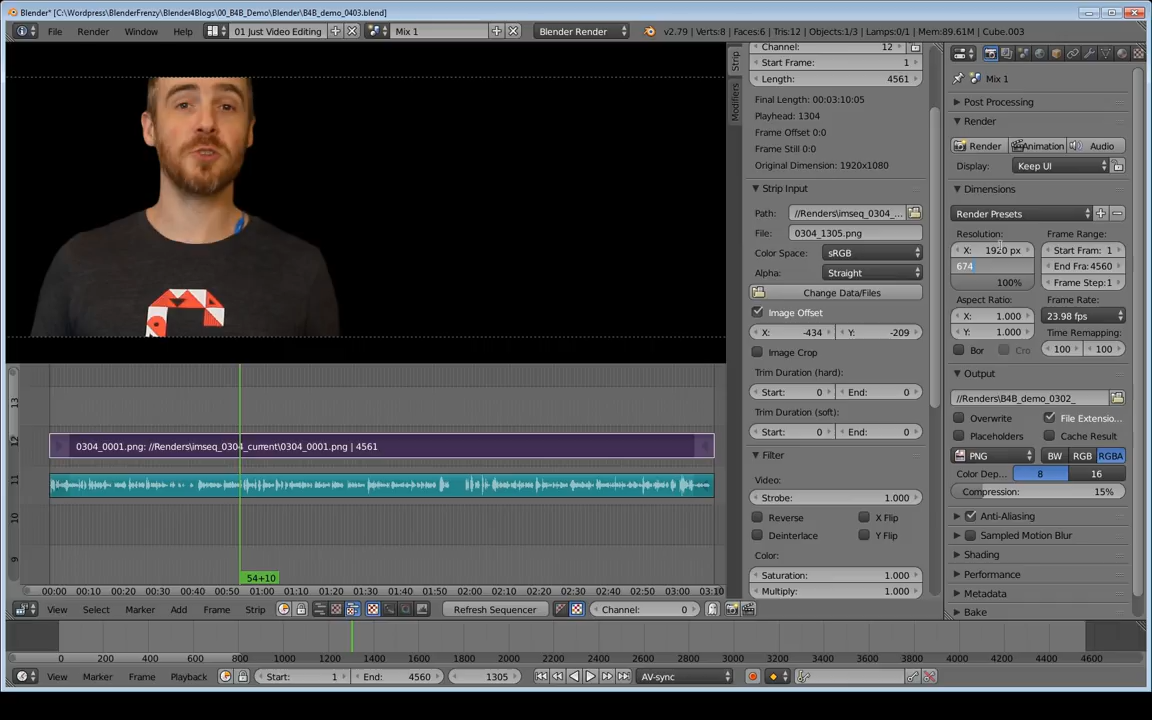 Blender* [C:\Wordpress\BlenderFrenzy\Blender4Blogs\00_B4B_Demo\Blender\B4B_demo_0403.blend]
File Render Window Help 01 Just Video Editing Mix 1 Blender Render v2.79 | Verts:8 | Faces:6 | Tris:12 | Objects:1/3 | Lamps:0/1 | Mem:89.61M | Cube.003
Strip
Modifiers
Channel: 12
Start Frame: 1
Length: 4561
Final Length: 00:03:10:05
Playhead: 1304
Frame Offset 0:0
Frame Still 0:0
Original Dimension: 1920x1080
Strip Input
Path: //Renders\imseq_0304_...
File: 0304_1305.png
Color Space: sRGB
Alpha: Straight
Change Data/Files
Image Offset
X: -434 Y: -209
Image Crop
Trim Duration (hard):
Start: 0 End: 0
Trim Duration (soft):
Start: 0 End: 0
Filter
Video:
Strobe: 1.000
Reverse X Flip
Deinterlace Y Flip
Color:
Saturation: 1.000
Multiply: 1.000
Mix 1
Post Processing
Render
Render Animation Audio
Display: Keep UI
Dimensions
Render Presets
Resolution: Frame Range:
X: 1920 px Start Fram: 1
674 End Fra:4560
100% Frame Step:1
Aspect Ratio: Frame Rate:
X: 1.000 23.98 fps
Y: 1.000 Time Remapping:
Bor Cro 100 100
Output
//Renders\B4B_demo_0302_
Overwrite File Extensio...
Placeholders Cache Result
PNG BW RGB RGBA
Color Dep... 8 16
Compression: 15%
Anti-Aliasing
Sampled Motion Blur
Shading
Performance
Metadata
Bake
13
12
0304_0001.png: //Renders\imseq_0304_current\0304_0001.png | 4561
11
10
9
54+10
00:00 00:10 00:20 00:30 00:40 00:50 01:00 01:10 01:20 01:30 01:40 01:50 02:00 02:10 02:20 02:30 02:40 02:50 03:00 03:10
View Select Marker Add Frame Strip Refresh Sequencer Channel: 0
0 200 400 600 800 1000 1200 1400 1600 1800 2000 2200 2400 2600 2800 3000 3200 3400 3600 3800 4000 4200 4400 4600
View Marker Frame Playback Start: 1 End: 4560 1305 AV-sync